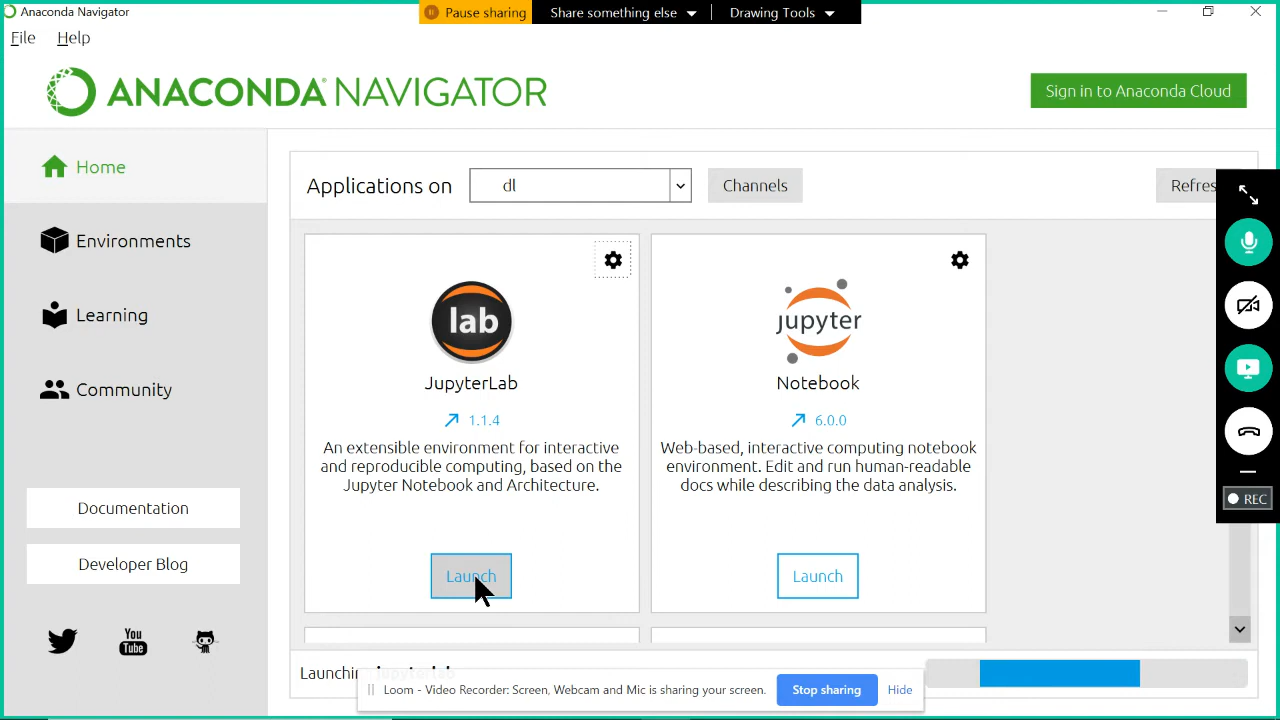 Anaconda Navigator
Pause sharing
Share something else
Drawing Tools
File Help
ANACONDA NAVIGATOR
Sign in to Anaconda Cloud
Home
Environments
Learning
Community
Documentation
Developer Blog
You
Tube
Applications on
dl
Channels
Refres
lab
JupyterLab
1.1.4
An extensible environment for interactive
and reproducible computing, based on the
Jupyter Notebook and Architecture.
Launch
jupyter
Notebook
6.0.0
Web-based, interactive computing notebook
environment. Edit and run human-readable
docs while describing the data analysis.
Launch
REC
Launching jupyterlab
Loom - Video Recorder: Screen, Webcam and Mic is sharing your screen.
Stop sharing
Hide